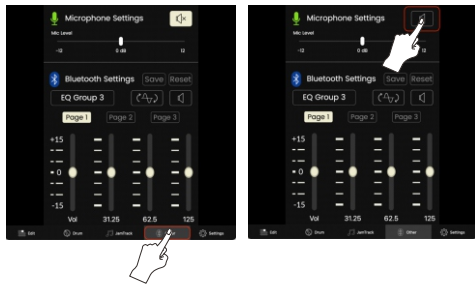 Microphone Settings
Mic Level
-12 0 dB 12
Bluetooth Settings Save Reset
EQ Group 3
Page 1 Page 2 Page 3
+15
0
-15
Vol 31.25 62.5 125
Edit Drum JamTrack Settings
Microphone Settings
Mic Level
-12 0 dB 12
Bluetooth Settings Save Reset
EQ Group 3
Page 1 Page 2 Page 3
+15
0
-15
Vol 31.25 62.5 125
Edit Drum JamTrack Other Settings